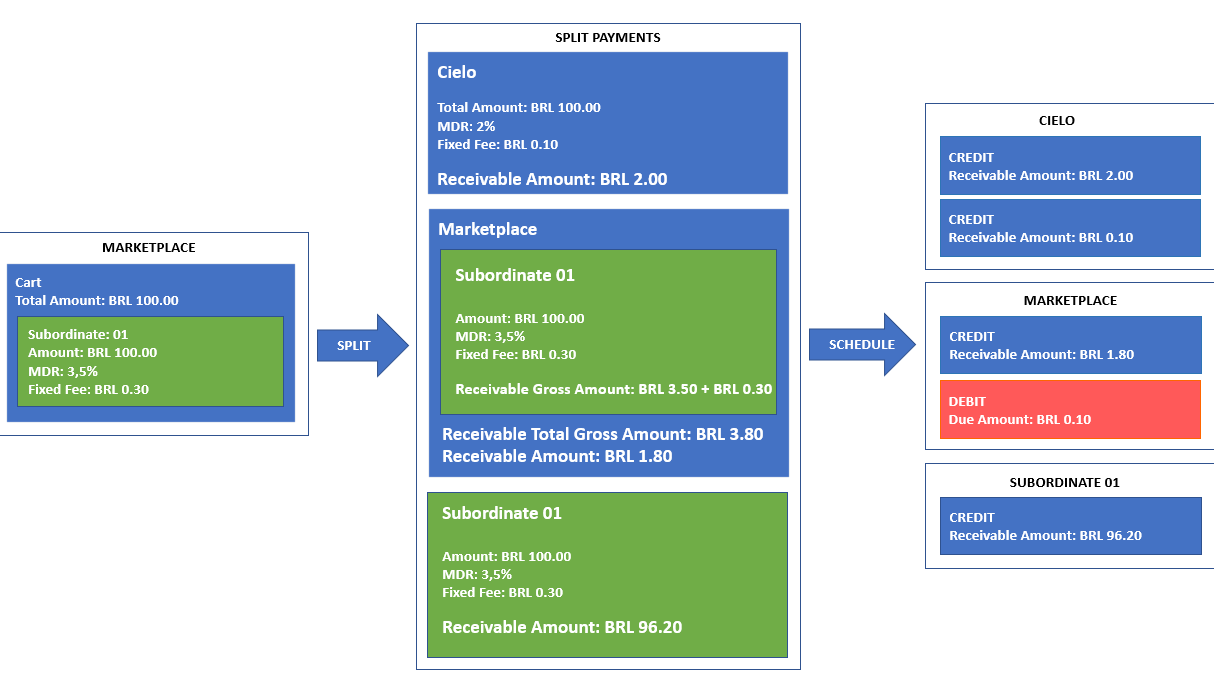 MARKETPLACE
Cart
Total Amount: BRL 100.00
Subordinate: 01
Amount: BRL 100.00
MDR: 3,5%
Fixed Fee: BRL 0.30
SPLIT
SPLIT PAYMENTS
Cielo
Total Amount: BRL 100.00
MDR: 2%
Fixed Fee: BRL 0.10
Receivable Amount: BRL 2.00
Marketplace
Subordinate 01
Amount: BRL 100.00
MDR: 3,5%
Fixed Fee: BRL 0.30
Receivable Gross Amount: BRL 3.50 + BRL 0.30
Receivable Total Gross Amount: BRL 3.80
Receivable Amount: BRL 1.80
Subordinate 01
Amount: BRL 100.00
MDR: 3,5%
Fixed Fee: BRL 0.30
Receivable Amount: BRL 96.20
SCHEDULE
CIELO
CREDIT
Receivable Amount: BRL 2.00
CREDIT
Receivable Amount: BRL 0.10
MARKETPLACE
CREDIT
Receivable Amount: BRL 1.80
DEBIT
Due Amount: BRL 0.10
SUBORDINATE 01
CREDIT
Receivable Amount: BRL 96.20